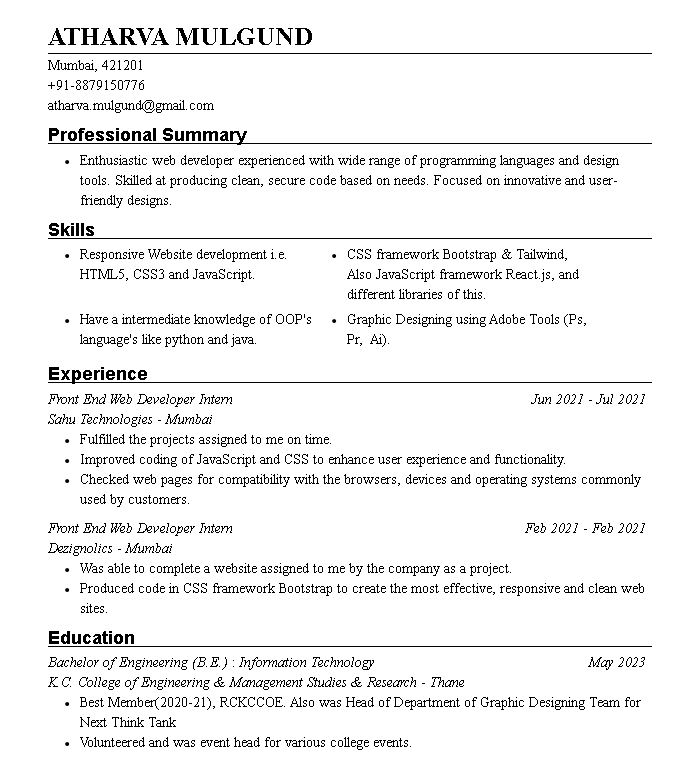 ATHARVA MULGUND
Mumbai, 421201
+91-8879150776
atharva.mulgund@gmail.com
Professional Summary
Enthusiastic web developer experienced with wide range of programming languages and design
tools. Skilled at producing clean, secure code based on needs. Focused on innovative and user-
friendly designs.
Skills
Responsive Website development i.e.
HTML5, CSS3 and JavaScript.
CSS framework Bootstrap & Tailwind,
Also JavaScript framework React.js, and
different libraries of this.
Have a intermediate knowledge of OOP's
language's like python and java.
Graphic Designing using Adobe Tools (Ps,
Pr, Ai).
Experience
Front End Web Developer Intern Jun 2021 - Jul 2021
Sahu Technologies - Mumbai
Fulfilled the projects assigned to me on time.
Improved coding of JavaScript and CSS to enhance user experience and functionality.
Checked web pages for compatibility with the browsers, devices and operating systems commonly
used by customers.
Front End Web Developer Intern Feb 2021 - Feb 2021
Dezignolics - Mumbai
Was able to complete a website assigned to me by the company as a project.
Produced code in CSS framework Bootstrap to create the most effective, responsive and clean web
sites.
Education
Bachelor of Engineering (B.E.) : Information Technology May 2023
K.C. College of Engineering & Management Studies & Research - Thane
Best Member(2020-21), RCKCCOE. Also was Head of Department of Graphic Designing Team for
Next Think Tank
Volunteered and was event head for various college events.